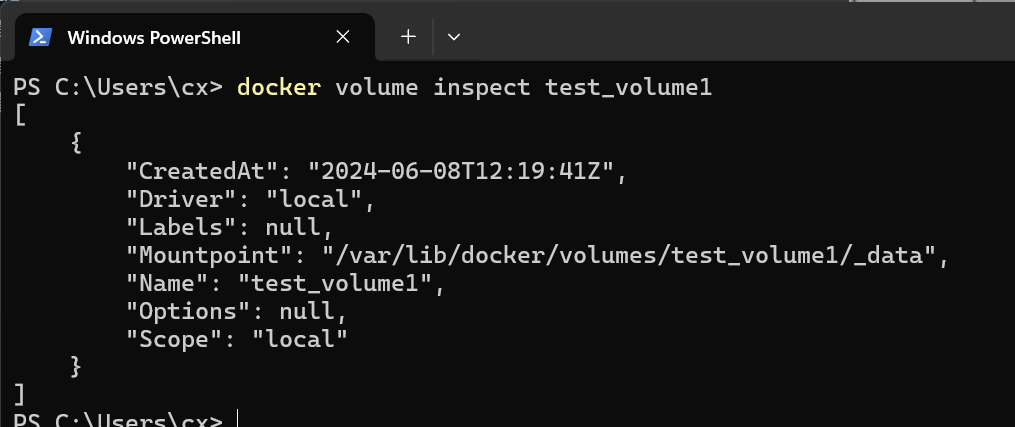 Windows PowerShell
PS C:\Users\cx> docker volume inspect test_volume1
[
    {
        "CreatedAt": "2024-06-08T12:19:41Z",
        "Driver": "local",
        "Labels": null,
        "Mountpoint": "/var/lib/docker/volumes/test_volume1/_data",
        "Name": "test_volume1",
        "Options": null,
        "Scope": "local"
    }
]
PS C:\Users\cx>